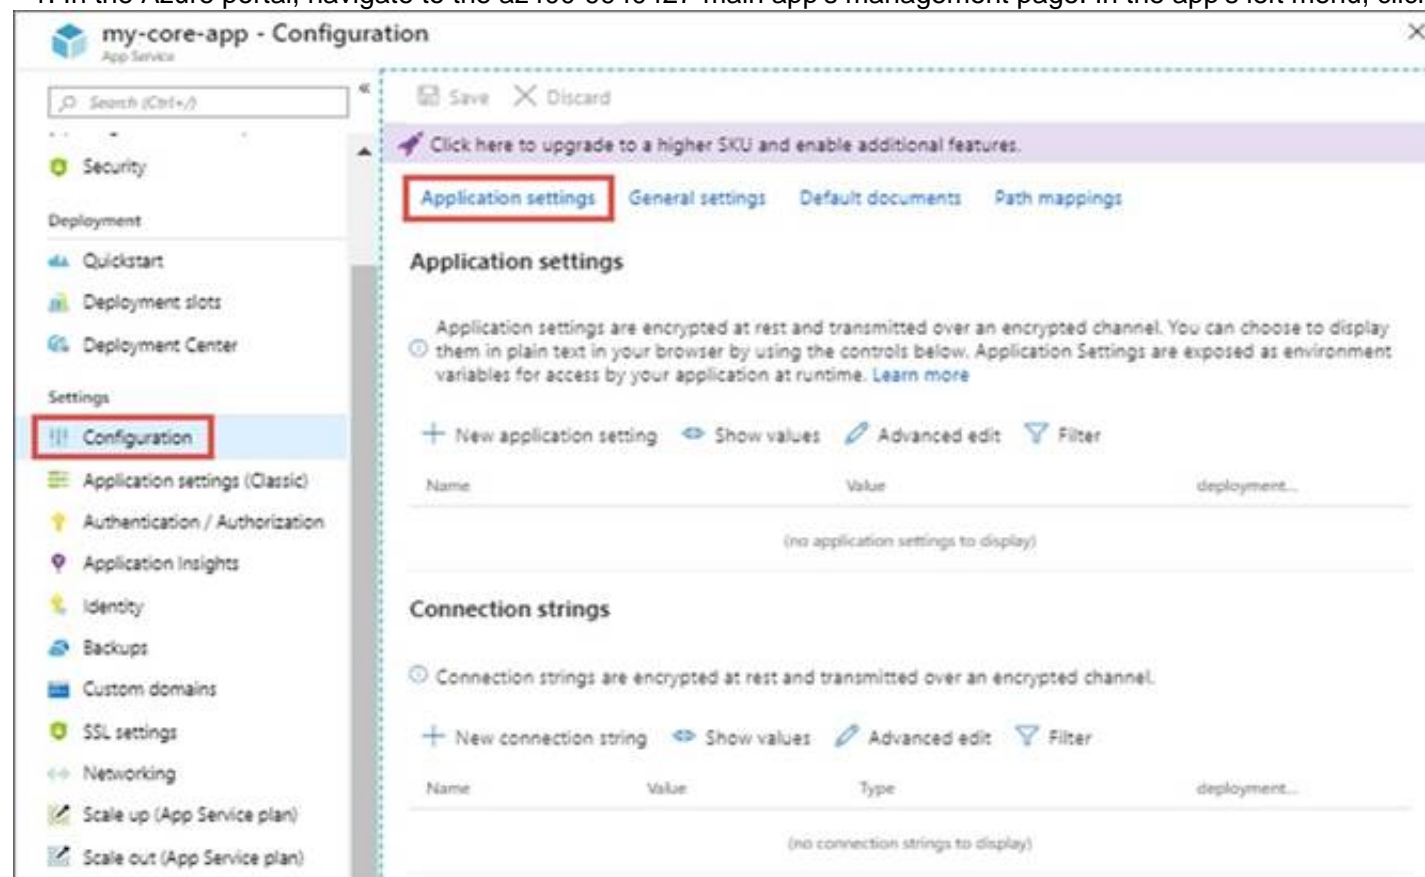 my-core-app - Configuration
App Service
Search (Ctrl+/)
Security
Deployment
Quickstart
Deployment slots
Deployment Center
Settings
Configuration
Application settings (Classic)
Authentication / Authorization
Application Insights
Identity
Backups
Custom domains
SSL settings
Networking
Scale up (App Service plan)
Scale out (App Service plan)
Save Discard
Click here to upgrade to a higher SKU and enable additional features.
Application settings General settings Default documents Path mappings
Application settings
Application settings are encrypted at rest and transmitted over an encrypted channel. You can choose to display
them in plain text in your browser by using the controls below. Application Settings are exposed as environment
variables for access by your application at runtime. Learn more
New application setting Show values Advanced edit Filter
Name Value deployment...
(no application settings to display)
Connection strings
Connection strings are encrypted at rest and transmitted over an encrypted channel.
New connection string Show values Advanced edit Filter
Name Value Type deployment...
(no connection strings to display)